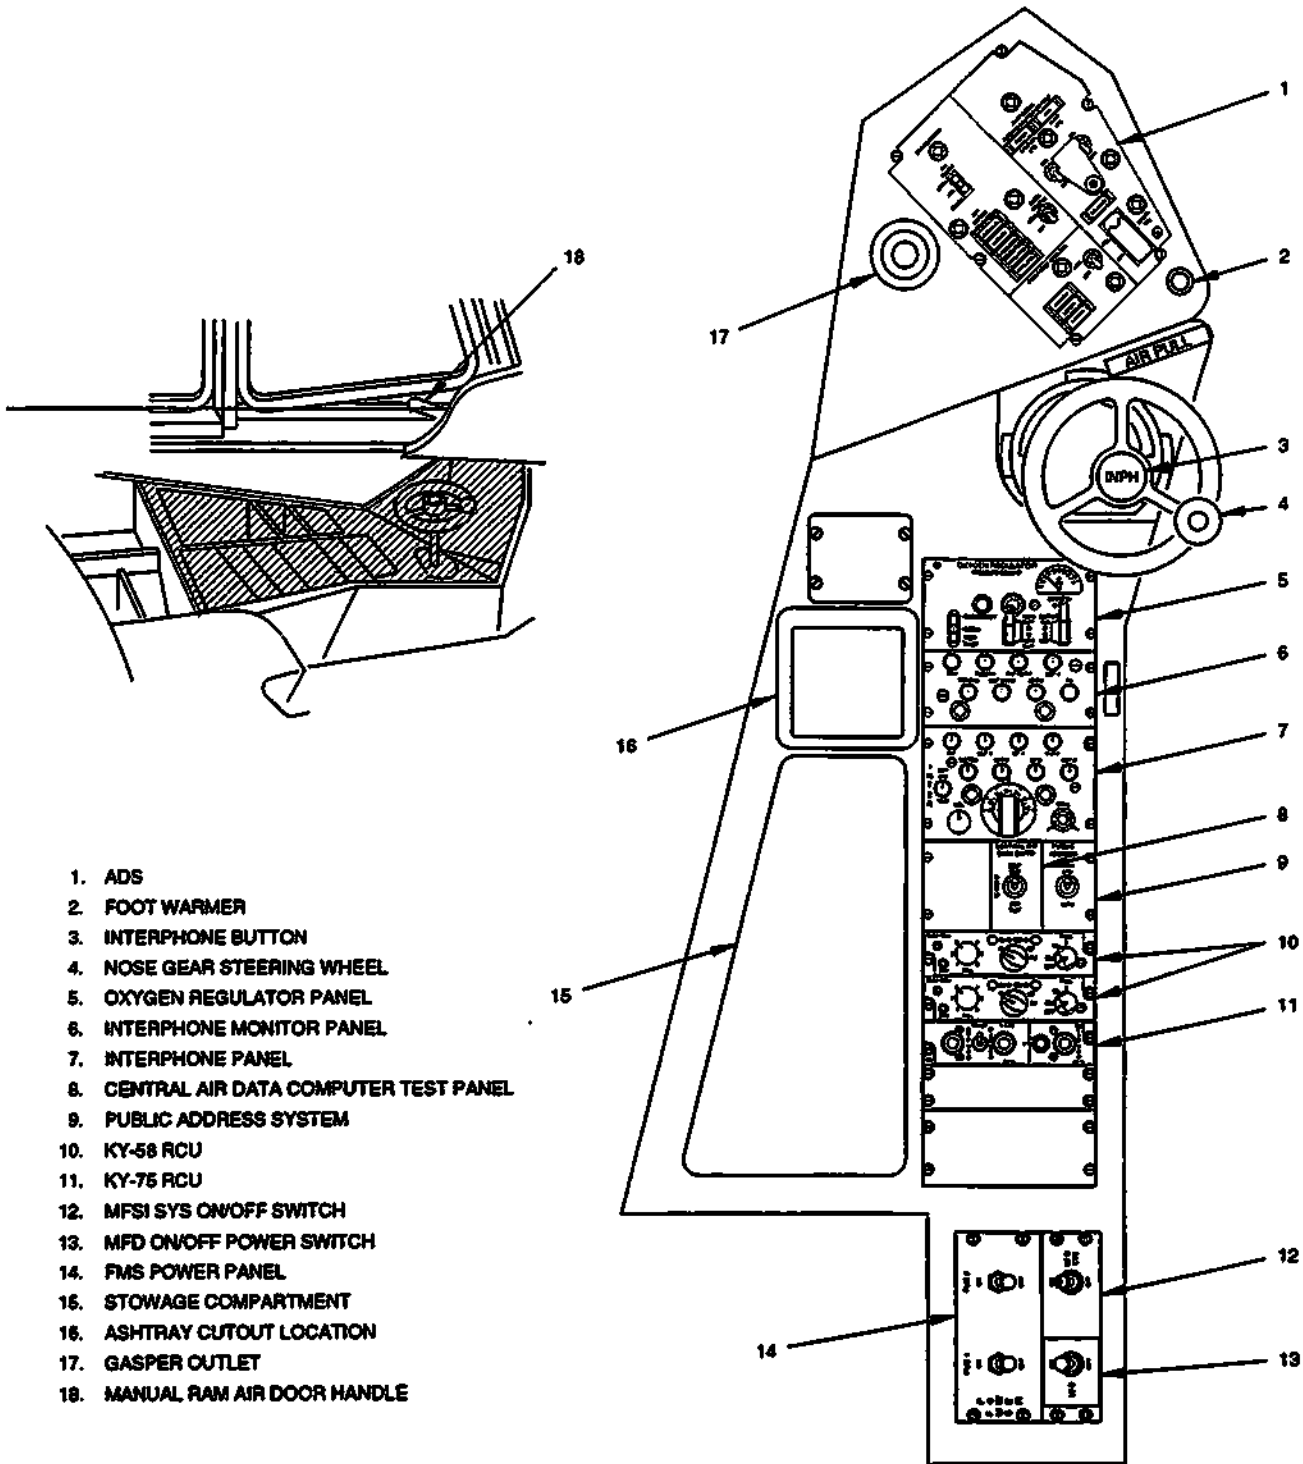 1
2
18
17
AIR PULL
3
INPH
4
5
OXYGEN REGULATOR
6
16
7
8
9
10
15
11
12
14
13
1. ADS
2. FOOT WARMER
3. INTERPHONE BUTTON
4. NOSE GEAR STEERING WHEEL
5. OXYGEN REGULATOR PANEL
6. INTERPHONE MONITOR PANEL
7. INTERPHONE PANEL
8. CENTRAL AIR DATA COMPUTER TEST PANEL
9. PUBLIC ADDRESS SYSTEM
10. KY-58 RCU
11. KY-75 RCU
12. MFSI SYS ON/OFF SWITCH
13. MFD ON/OFF POWER SWITCH
14. FMS POWER PANEL
15. STOWAGE COMPARTMENT
16. ASHTRAY CUTOUT LOCATION
17. GASPER OUTLET
18. MANUAL RAM AIR DOOR HANDLE